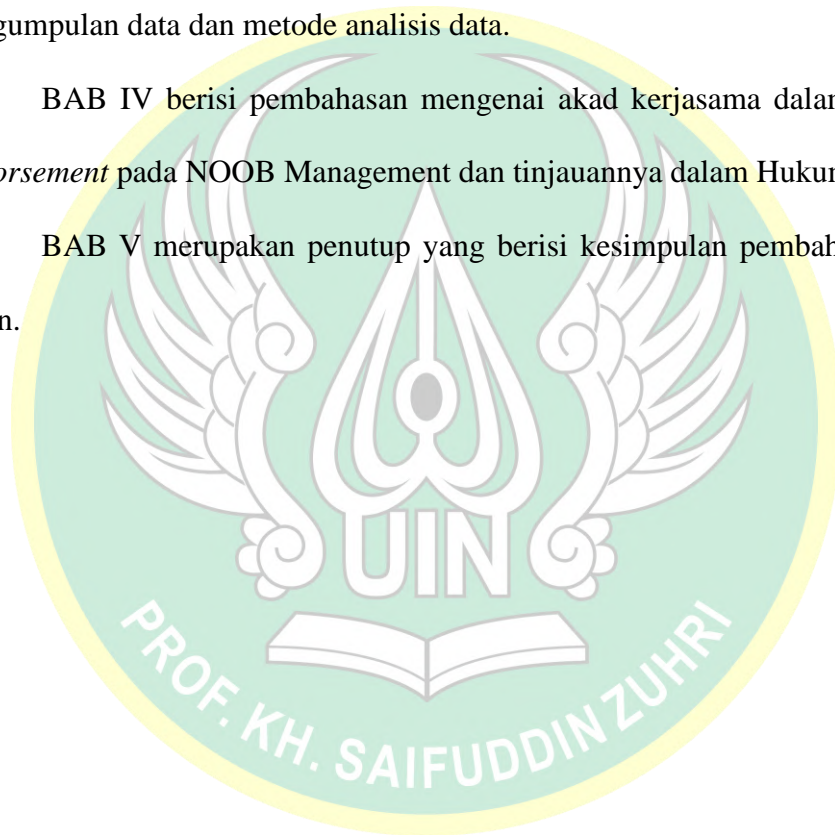 gumpulan data dan metode analisis data.
BAB IV berisi pembahasan mengenai akad kerjasama dalam
orsement pada NOOB Management dan tinjauannya dalam Hukum
BAB V merupakan penutup yang berisi kesimpulan pembah
n.
UIN
PROF. KH. SAIFUDDIN ZUHRI